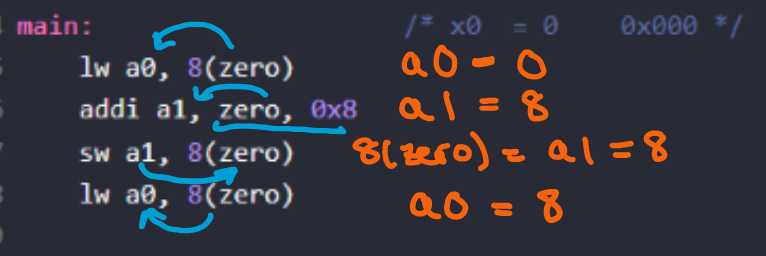 main: /* x0 = 0 0x000 */
lw a0, 8(zero) a0 - 0
addi a1, zero, 0x8 a1 = 8
sw a1, 8(zero) 8(zero) = a1 = 8
lw a0, 8(zero) a0 = 8